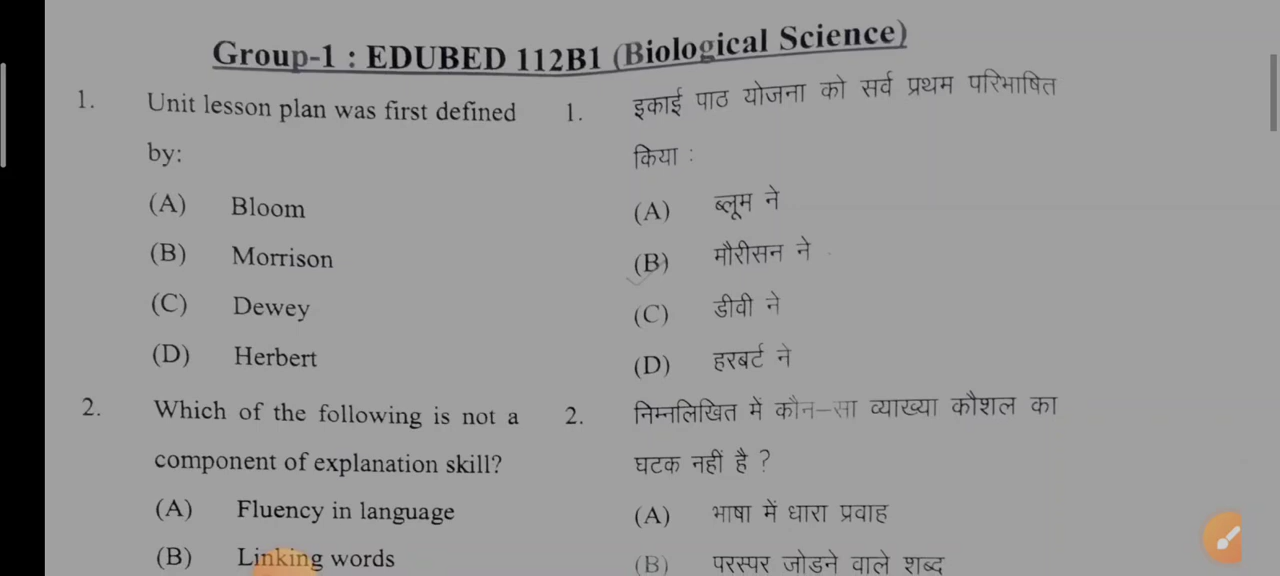 Group-1 : EDUBED 112B1 (Biological Science)
1. Unit lesson plan was first defined
by:
(A) Bloom
(B) Morrison
(C) Dewey
(D) Herbert
2. Which of the following is not a
component of explanation skill?
(A) Fluency in language
(B) Linking words
1. इकाई पाठ योजना को सर्व प्रथम परिभाषित
किया :
(A) ब्लूम ने
(B) मौरीसन ने
(C) डीवी ने
(D) हरबर्ट ने
2. निम्नलिखित में कौन-सा व्याख्या कौशल का
घटक नहीं है ?
(A) भाषा में धारा प्रवाह
(B) परस्पर जोडने वाले शब्द